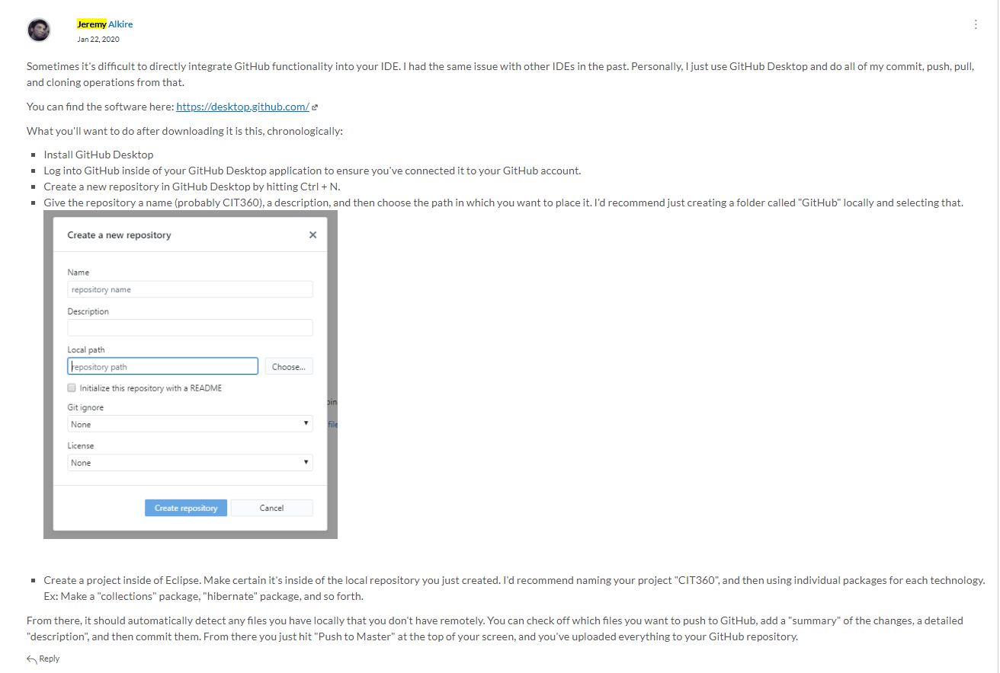 Jeremy Alkire
Jan 22, 2020
Sometimes it's difficult to directly integrate GitHub functionality into your IDE. I had the same issue with other IDEs in the past. Personally, I just use GitHub Desktop and do all of my commit, push, pull,
and cloning operations from that.
You can find the software here: https://desktop.github.com/
What you'll want to do after downloading it is this, chronologically:
Install GitHub Desktop
Log into GitHub inside of your GitHub Desktop application to ensure you've connected it to your GitHub account.
Create a new repository in GitHub Desktop by hitting Ctrl + N.
Give the repository a name (probably CIT360), a description, and then choose the path in which you want to place it. I'd recommend just creating a folder called "GitHub" locally and selecting that.
Create a new repository
Name
repository name
Description
Local path
repository path
Choose...
Initialize this repository with a README
Git ignore
None
License
None
Create repository
Cancel
Create a project inside of Eclipse. Make certain it's inside of the local repository you just created. I'd recommend naming your project "CIT360", and then using individual packages for each technology.
Ex: Make a "collections" package, "hibernate" package, and so forth.
From there, it should automatically detect any files you have locally that you don't have remotely. You can check off which files you want to push to GitHub, add a "summary" of the changes, a detailed
"description", and then commit them. From there you just hit "Push to Master" at the top of your screen, and you've uploaded everything to your GitHub repository.
Reply